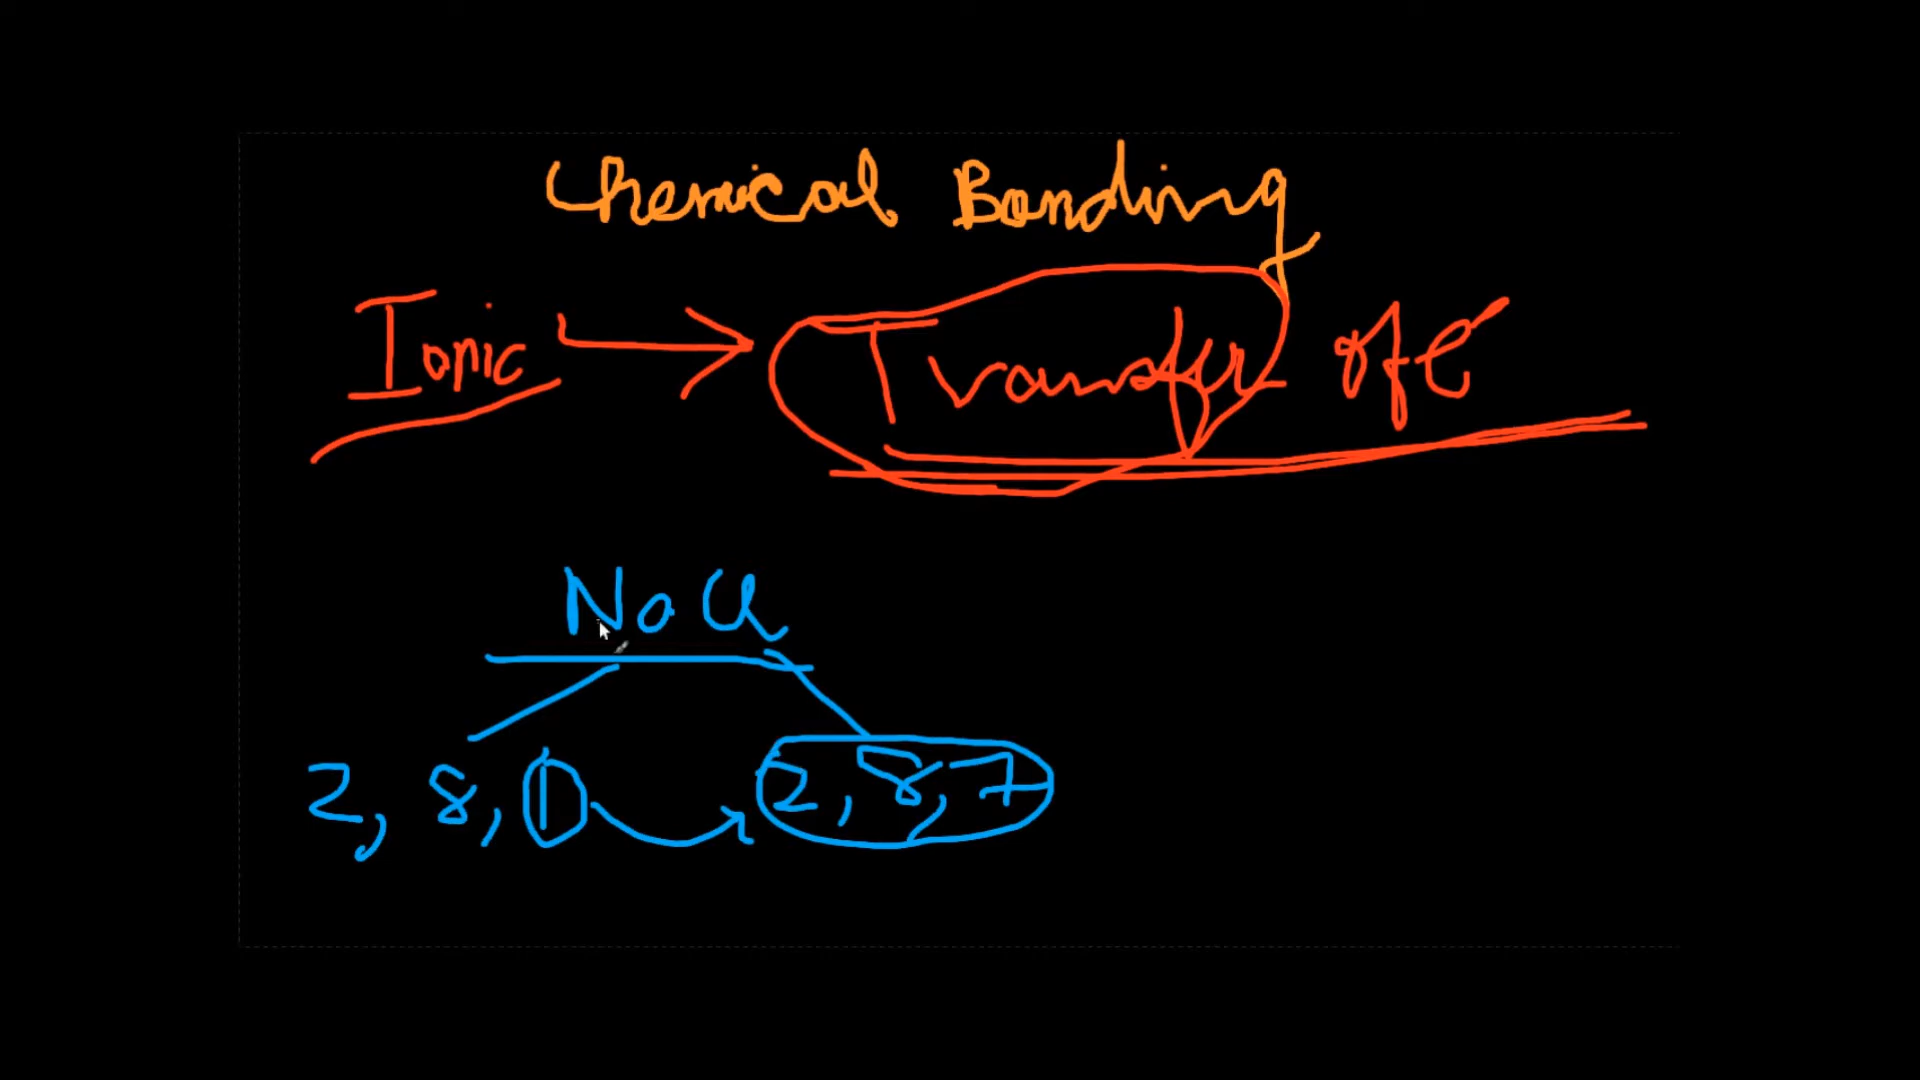 Chemical Bonding
Ionic → Transfer of e⁻
NaCl
2, 8, 1 → 2, 8, 7